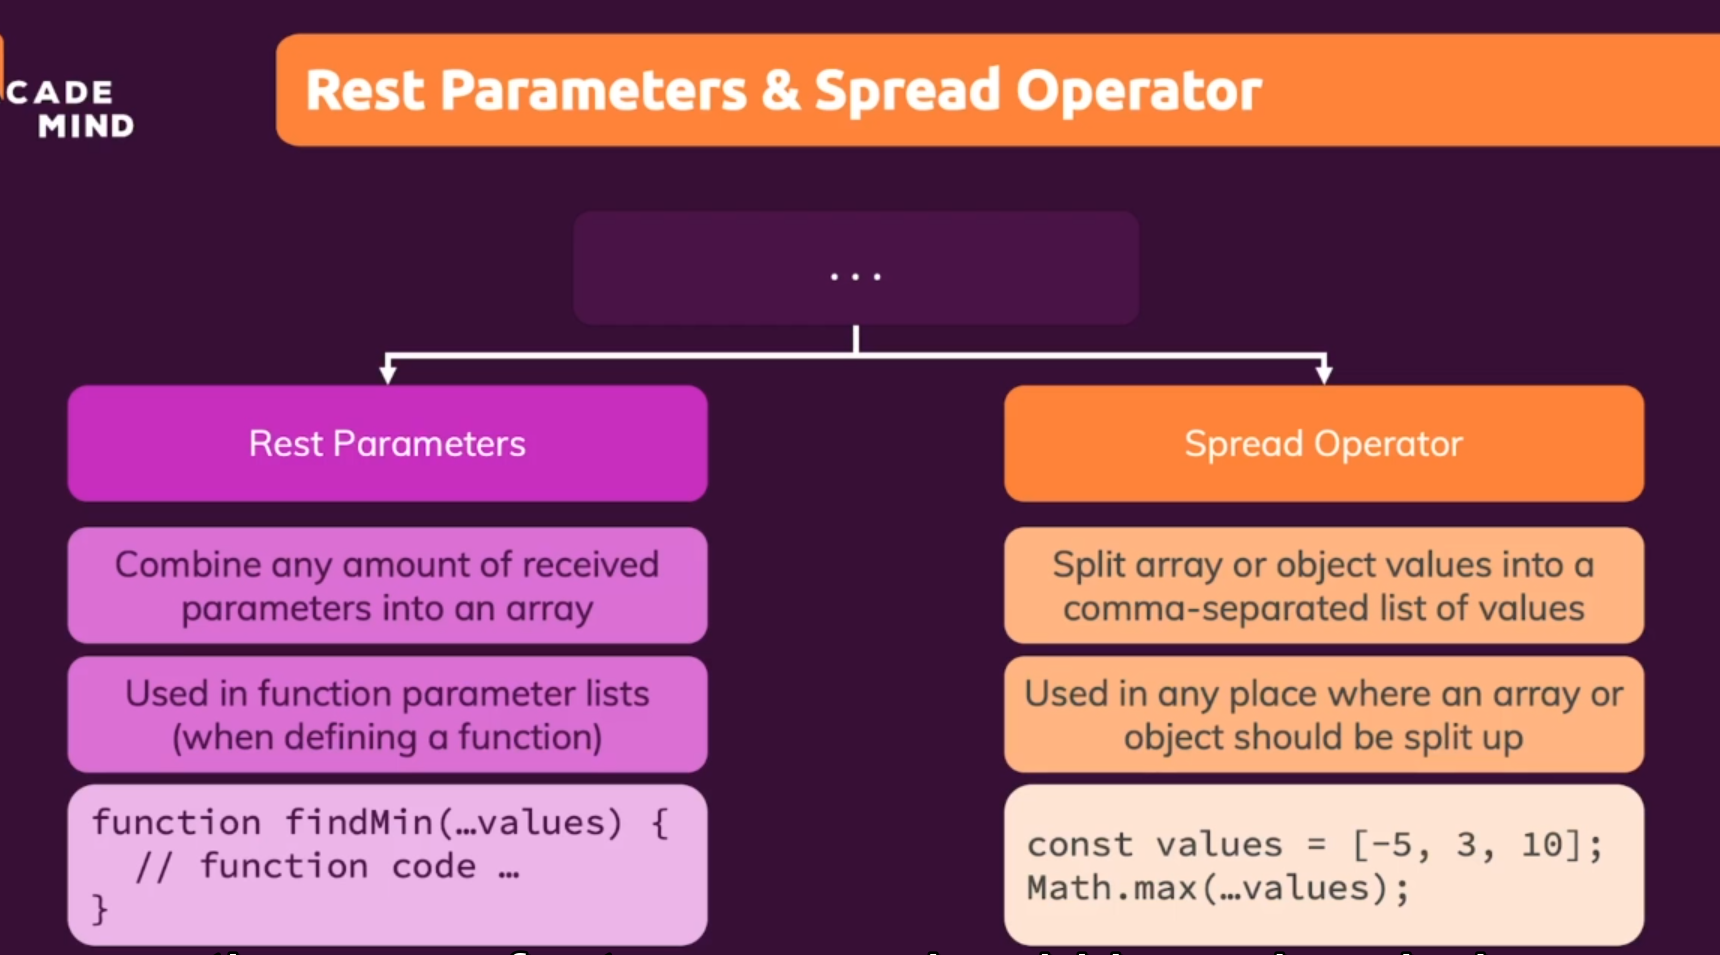 CADE
MIND
Rest Parameters & Spread Operator
...
Rest Parameters
Combine any amount of received
parameters into an array
Used in function parameter lists
(when defining a function)
function findMin(…values) {
// function code …
}
Spread Operator
Split array or object values into a
comma-separated list of values
Used in any place where an array or
object should be split up
const values = [-5, 3, 10];
Math.max(…values);